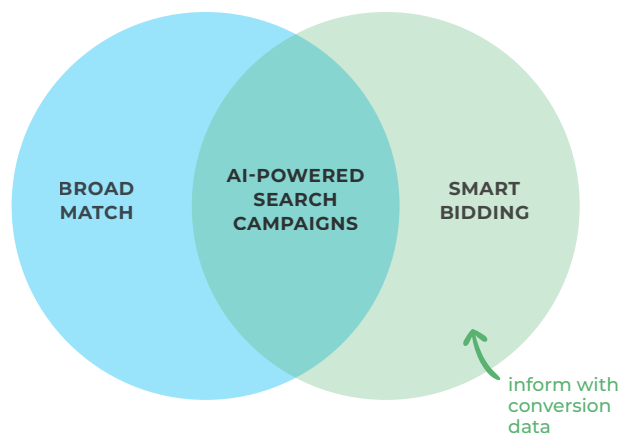 BROAD
MATCH
AI-POWERED
SEARCH
CAMPAIGNS
SMART
BIDDING
inform with
conversion
data